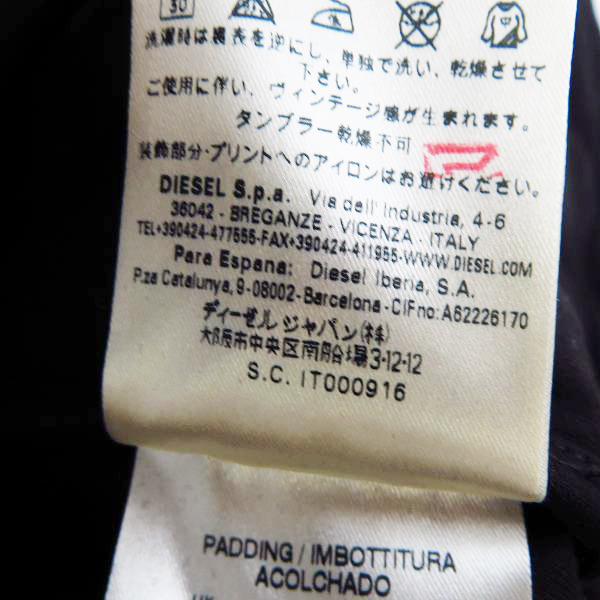 30
洗濯時は裏表を逆にし、単独で洗い、乾燥させて
下さい。
ご使用に伴い、ヴィンテージ感が生まれます。
タンブラー乾燥不可
装飾部分・プリントへのアイロンはお避けください。
DIESEL S.p.a. Via dell'Industria, 4-6
36042 - BREGANZE - VICENZA - ITALY
TEL+390424-477555-FAX+390424-411955-WWW.DIESEL.COM
Para Espana: Diesel Iberia, S.A.
P.za Catalunya, 9-08002-Barcelona-CIFno:A62226170
ディーゼルジャパン(株)
大阪市中央区南船場3-12-12
S.C. IT000916
PADDING / IMBOTTITURA
ACOLCHADO